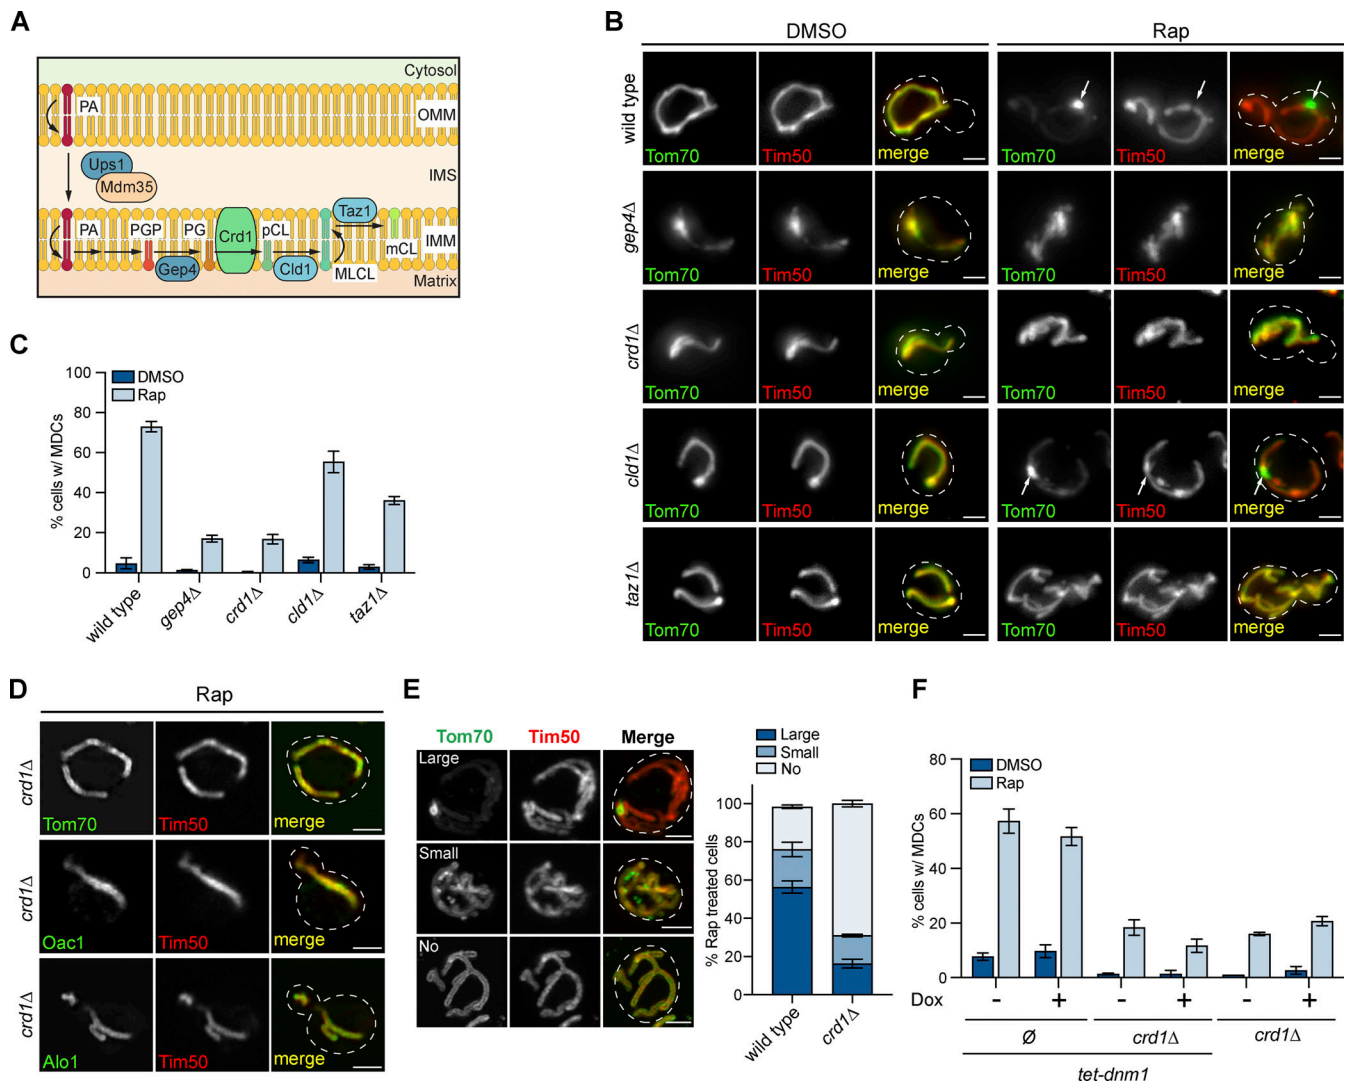 A
Cytosol
PA
OMM
Ups1
Mdm35
IMS
Taz1
PA
PGP
PG
Crd1
pCL
IMM
mCL
Gep4
Cld1
MLCL
Matrix
B
DMSO
Rap
wild type
Tom70
Tim50
merge
Tom70
Tim50
merge
gep4Δ
Tom70
Tim50
merge
Tom70
Tim50
merge
crd1Δ
Tom70
Tim50
merge
Tom70
Tim50
merge
cld1Δ
Tom70
Tim50
merge
Tom70
Tim50
merge
taz1Δ
Tom70
Tim50
merge
Tom70
Tim50
merge
C
% cells w/ MDCs
100
80
60
40
20
0
DMSO
Rap
wild type
gep4Δ
crd1Δ
cld1Δ
taz1Δ
D
Rap
crd1Δ
Tom70
Tim50
merge
crd1Δ
Oac1
Tim50
merge
crd1Δ
Alo1
Tim50
merge
E
Tom70
Tim50
Merge
Large
Small
No
Large
Small
No
% Rap treated cells
100
80
60
40
20
0
wild type
crd1Δ
F
DMSO
Rap
% cells w/ MDCs
80
60
40
20
0
Dox
-
+
-
+
-
+
Ø
crd1Δ
crd1Δ
tet-dnm1